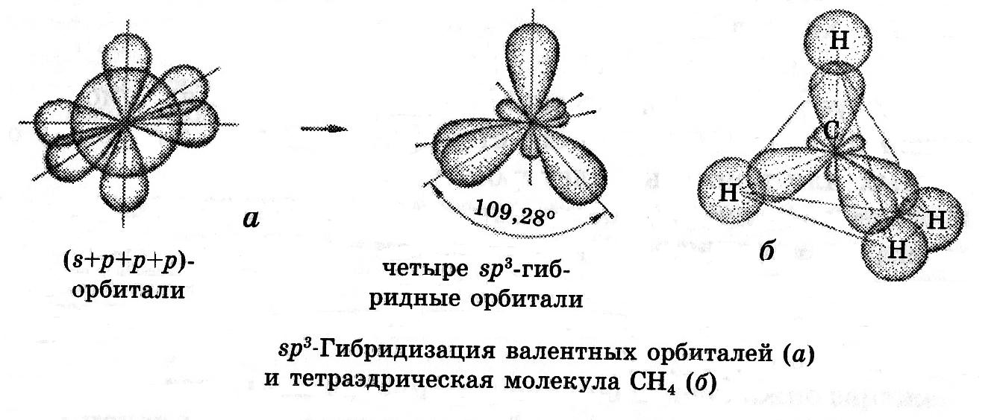 H
C
H
H
H
109,28°
а
б
(s+p+p+p)-
орбитали
четыре sp³-гиб-
ридные орбитали
sp³-Гибридизация валентных орбиталей (а)
и тетраэдрическая молекула CH₄ (б)